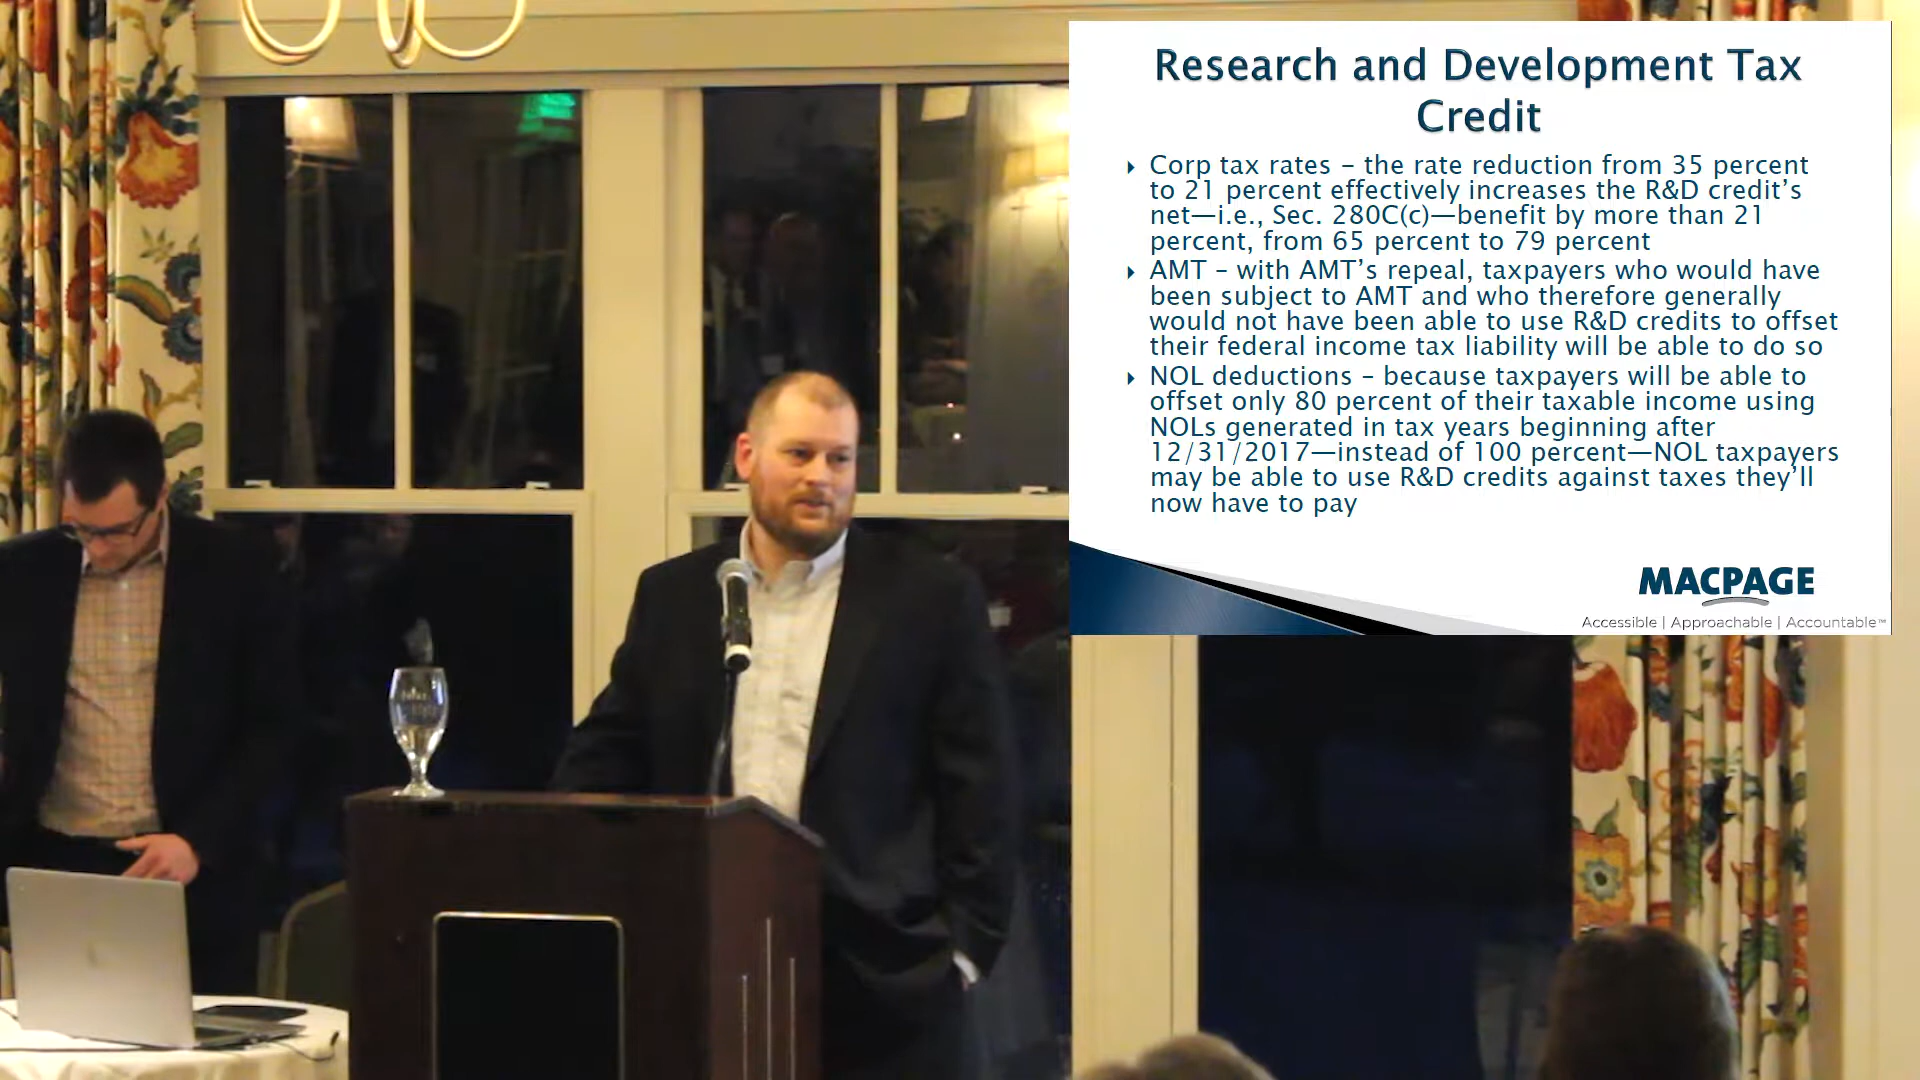 Research and Development Tax
Credit
Corp tax rates – the rate reduction from 35 percent
to 21 percent effectively increases the R&D credit's
net—i.e., Sec. 280C(c)—benefit by more than 21
percent, from 65 percent to 79 percent
AMT – with AMT's repeal, taxpayers who would have
been subject to AMT and who therefore generally
would not have been able to use R&D credits to offset
their federal income tax liability will be able to do so
NOL deductions – because taxpayers will be able to
offset only 80 percent of their taxable income using
NOLs generated in tax years beginning after
12/31/2017—instead of 100 percent—NOL taxpayers
may be able to use R&D credits against taxes they'll
now have to pay
MACPAGE
Accessible | Approachable | Accountable™